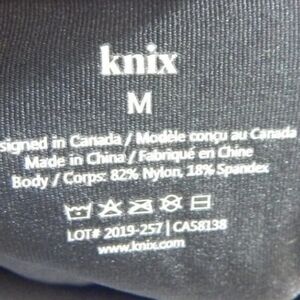 knix
M
signed in Canada / Modèle conçu au Canada
Made in China / Fabriqué en Chine
Body / Corps: 82% Nylon, 18% Spandex
LOT# 2019-257 | CA58138
www.knix.com